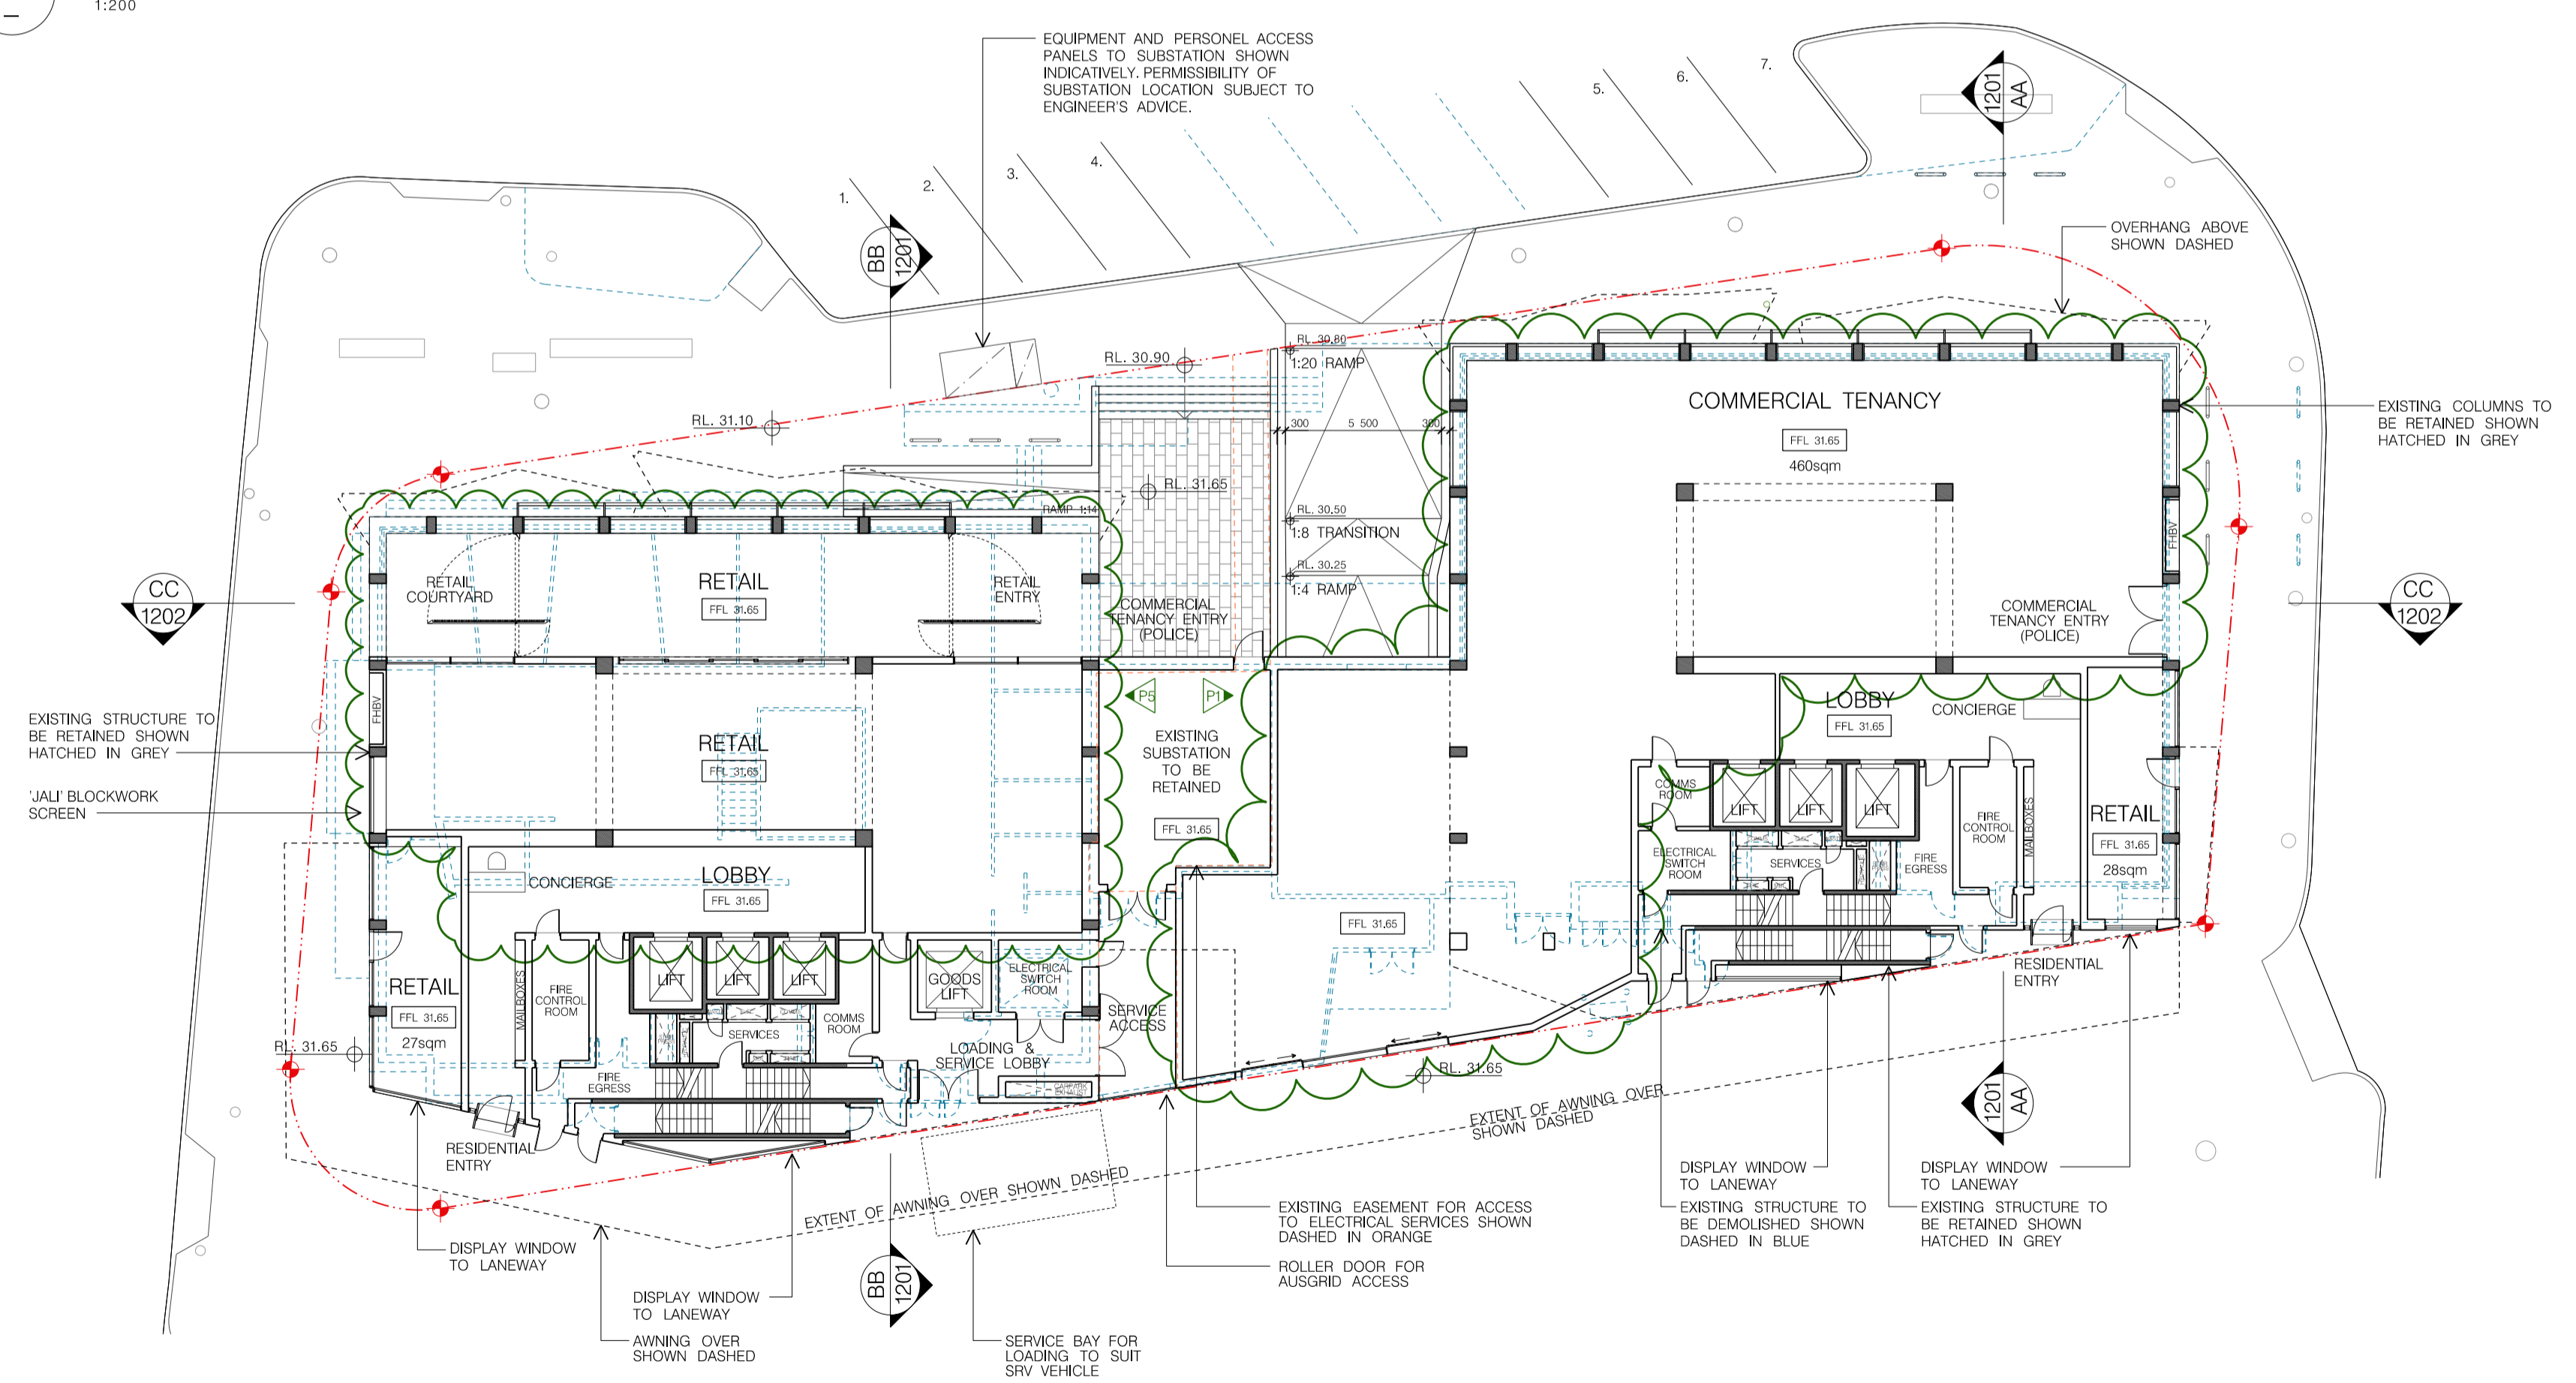 1:200
EQUIPMENT AND PERSONEL ACCESS
PANELS TO SUBSTATION SHOWN
INDICATIVELY. PERMISSIBILITY OF
SUBSTATION LOCATION SUBJECT TO
ENGINEER'S ADVICE.
1.
2.
3.
4.
5.
6.
7.
1201
AA
BB
1201
OVERHANG ABOVE
SHOWN DASHED
RL. 30.90
RL. 30.80
1:20 RAMP
RL. 31.10
300
5 500
300
COMMERCIAL TENANCY
FFL 31.65
460sqm
EXISTING COLUMNS TO
BE RETAINED SHOWN
HATCHED IN GREY
RL. 31.65
RAMP 1:14
RL. 30.50
1:8 TRANSITION
RL. 30.25
1:4 RAMP
FHBV
CC
1202
RETAIL
COURTYARD
RETAIL
FFL 31.65
RETAIL
ENTRY
COMMERCIAL
TENANCY ENTRY
(POLICE)
COMMERCIAL
TENANCY ENTRY
(POLICE)
CC
1202
P5
P1
FHBV
EXISTING STRUCTURE TO
BE RETAINED SHOWN
HATCHED IN GREY
'JALI' BLOCKWORK
SCREEN
RETAIL
FFL 31.65
EXISTING
SUBSTATION
TO BE
RETAINED
FFL 31.65
LOBBY
FFL 31.65
CONCIERGE
COMMS
ROOM
LIFT
LIFT
LIFT
FIRE
CONTROL
ROOM
MAILBOXES
RETAIL
FFL 31.65
28sqm
ELECTRICAL
SWITCH
ROOM
SERVICES
FIRE
EGRESS
CONCIERGE
LOBBY
FFL 31.65
FFL 31.65
RETAIL
FFL 31.65
27sqm
MAILBOXES
FIRE
CONTROL
ROOM
LIFT
LIFT
LIFT
GOODS
LIFT
ELECTRICAL
SWITCH
ROOM
SERVICES
COMMS
ROOM
SERVICE
ACCESS
LOADING &
SERVICE LOBBY
CARPARK
EXHAUST
FIRE
EGRESS
RL. 31.65
RL. 31.65
RESIDENTIAL
ENTRY
RESIDENTIAL
ENTRY
EXTENT OF AWNING OVER
SHOWN DASHED
EXTENT OF AWNING OVER SHOWN DASHED
1201
AA
DISPLAY WINDOW
TO LANEWAY
DISPLAY WINDOW
TO LANEWAY
EXISTING EASEMENT FOR ACCESS
TO ELECTRICAL SERVICES SHOWN
DASHED IN ORANGE
EXISTING STRUCTURE TO
BE DEMOLISHED SHOWN
DASHED IN BLUE
EXISTING STRUCTURE TO
BE RETAINED SHOWN
HATCHED IN GREY
DISPLAY WINDOW
TO LANEWAY
ROLLER DOOR FOR
AUSGRID ACCESS
BB
1201
DISPLAY WINDOW
TO LANEWAY
AWNING OVER
SHOWN DASHED
SERVICE BAY FOR
LOADING TO SUIT
SRV VEHICLE